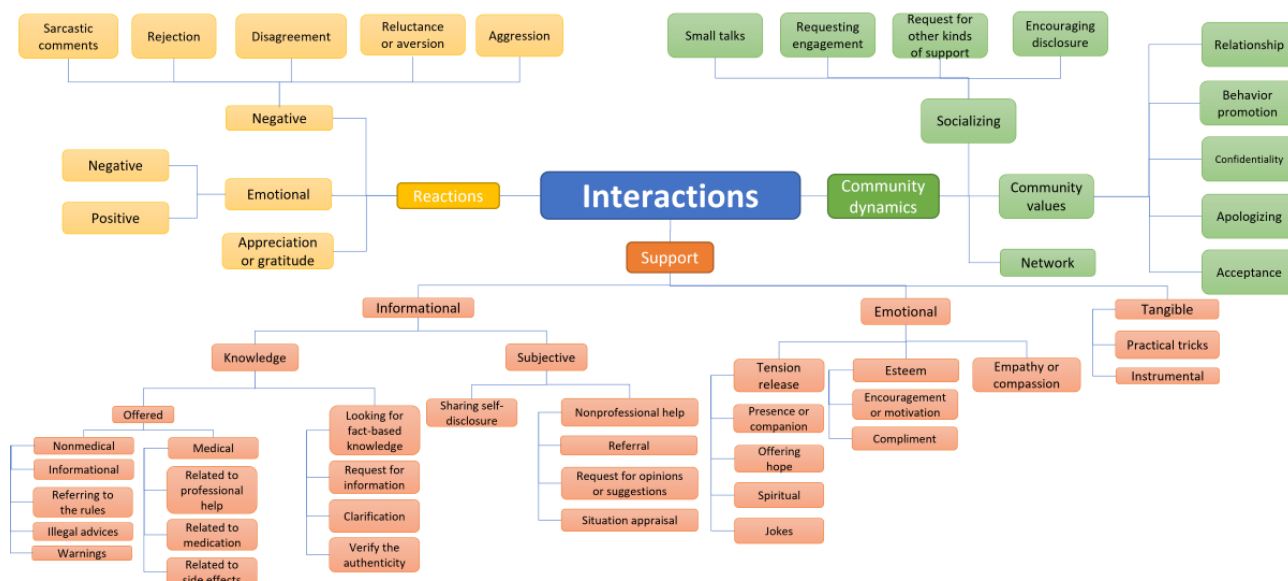 Sarcastic
comments
Rejection
Disagreement
Reluctance
or aversion
Aggression
Negative
Negative
Positive
Emotional
Appreciation
or gratitude
Reactions
Interactions
Community
dynamics
Small talks
Requesting
engagement
Request for
other kinds
of support
Encouraging
disclosure
Socializing
Community
values
Network
Relationship
Behavior
promotion
Confidentiality
Apologizing
Acceptance
Support
Informational
Knowledge
Offered
Nonmedical
Informational
Referring to
the rules
Illegal advices
Warnings
Medical
Related to
professional
help
Related to
medication
Related to
side effects
Looking for
fact-based
knowledge
Request for
information
Clarification
Verify the
authenticity
Subjective
Sharing self-
disclosure
Nonprofessional help
Referral
Request for opinions
or suggestions
Situation appraisal
Emotional
Tension
release
Presence or
companion
Offering
hope
Spiritual
Jokes
Esteem
Encouragement
or motivation
Compliment
Empathy or
compassion
Tangible
Practical tricks
Instrumental